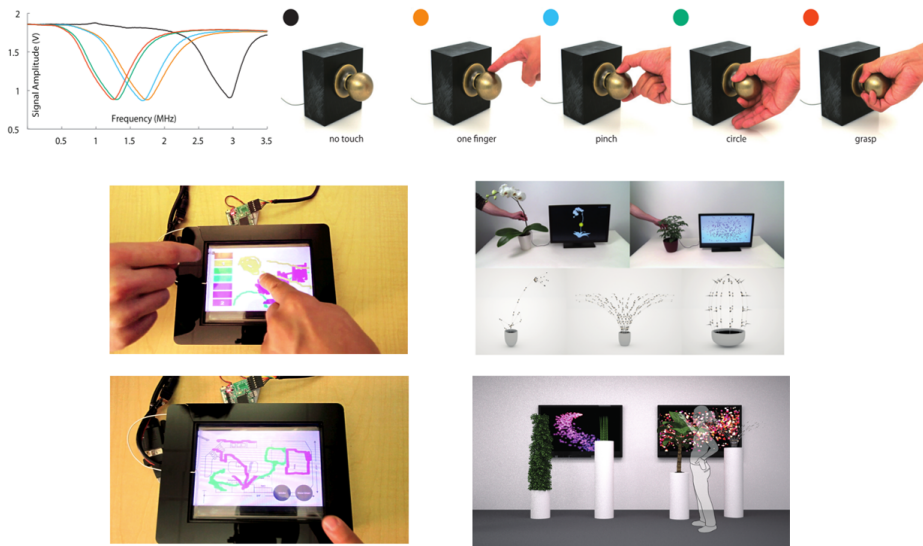 Signal Amplitude (V)
2
1.5
1
0.5
Frequency (MHz)
0.5 1 1.5 2 2.5 3 3.5
no touch
one finger
pinch
circle
grasp